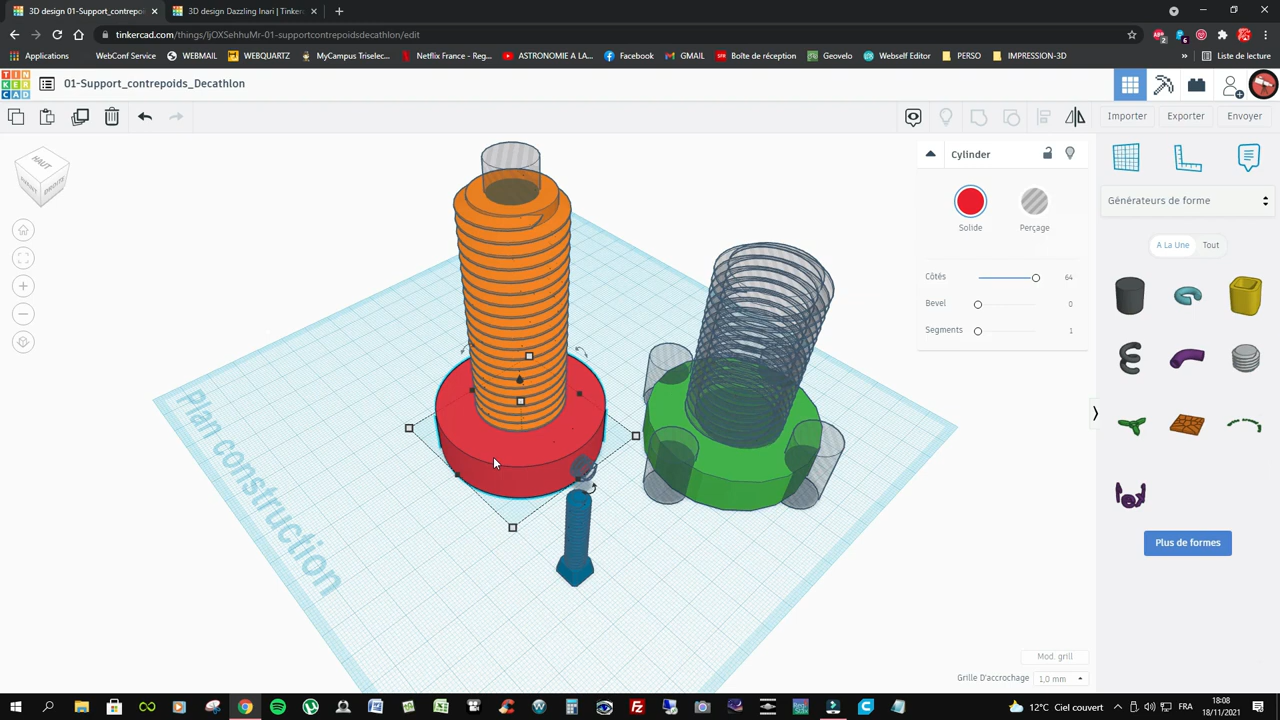 3D design 01-Support_contrepoid
3D design Dazzling Inari | Tinker
tinkercad.com/things/ljOXSehhuMr-01-supportcontrepoidsdecathlon/edit
Applications
WebConf Service
WEBMAIL
WEBQUARTZ
MyCampus Triselec...
Netflix France - Reg...
ASTRONOMIE A LA...
Facebook
GMAIL
Boîte de réception
Geovelo
Webself Editor
PERSO
IMPRESSION-3D
»
Liste de lecture
TIN
KER
CAD
01-Support_contrepoids_Decathlon
Importer
Exporter
Envoyer
HAUT
DROITE
Cylinder
Solide
Perçage
Côtés
64
Bevel
0
Segments
1
Générateurs de forme
A La Une
Tout
Plus de formes
Plan construction
Mod. grill
Grille D'accrochage
1,0 mm
12°C Ciel couvert
FRA
18:08
18/11/2021